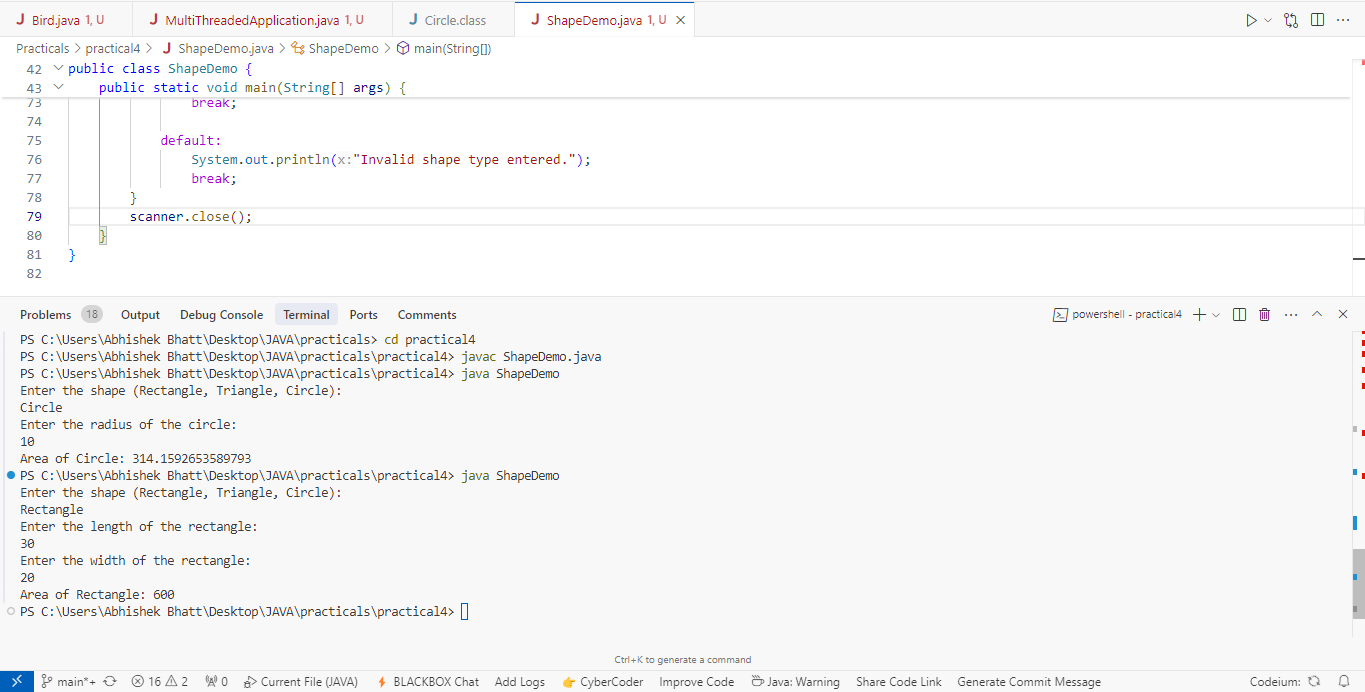 Bird.java 1, U MultiThreadedApplication.java 1, U Circle.class ShapeDemo.java 1, U
Practicals > practical4 > ShapeDemo.java > ShapeDemo > main(String[])
42 public class ShapeDemo {
43 public static void main(String[] args) {
73 break;
74
75 default:
76 System.out.println(x:"Invalid shape type entered.");
77 break;
78 }
79 scanner.close();
80 }
81 }
82
Problems 18 Output Debug Console Terminal Ports Comments powershell - practical4
PS C:\Users\Abhishek Bhatt\Desktop\JAVA\practicals> cd practical4
PS C:\Users\Abhishek Bhatt\Desktop\JAVA\practicals\practical4> javac ShapeDemo.java
PS C:\Users\Abhishek Bhatt\Desktop\JAVA\practicals\practical4> java ShapeDemo
Enter the shape (Rectangle, Triangle, Circle):
Circle
Enter the radius of the circle:
10
Area of Circle: 314.1592653589793
PS C:\Users\Abhishek Bhatt\Desktop\JAVA\practicals\practical4> java ShapeDemo
Enter the shape (Rectangle, Triangle, Circle):
Rectangle
Enter the length of the rectangle:
30
Enter the width of the rectangle:
20
Area of Rectangle: 600
PS C:\Users\Abhishek Bhatt\Desktop\JAVA\practicals\practical4>
Ctrl+K to generate a command
main*+ 16 2 0 Current File (JAVA) BLACKBOX Chat Add Logs CyberCoder Improve Code Java: Warning Share Code Link Generate Commit Message Codeium: